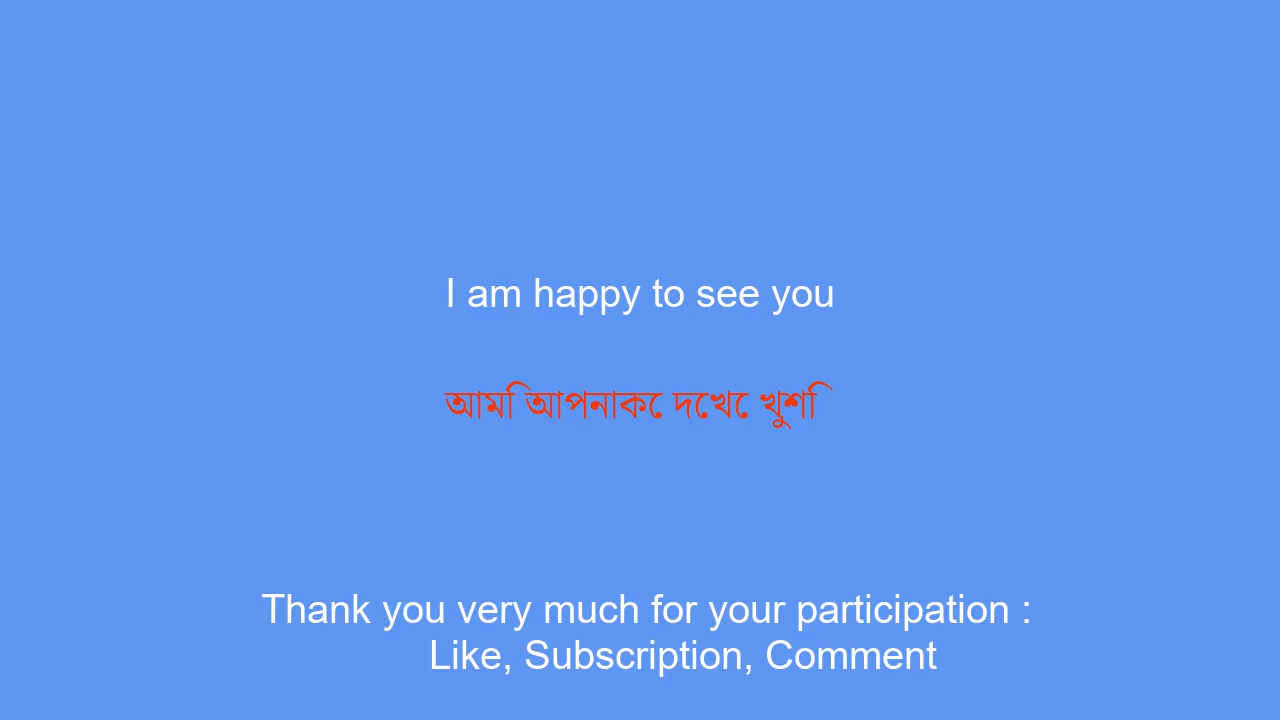 I am happy to see you
আমি আপনাকে দেখে খুশি
Thank you very much for your participation :
Like, Subscription, Comment